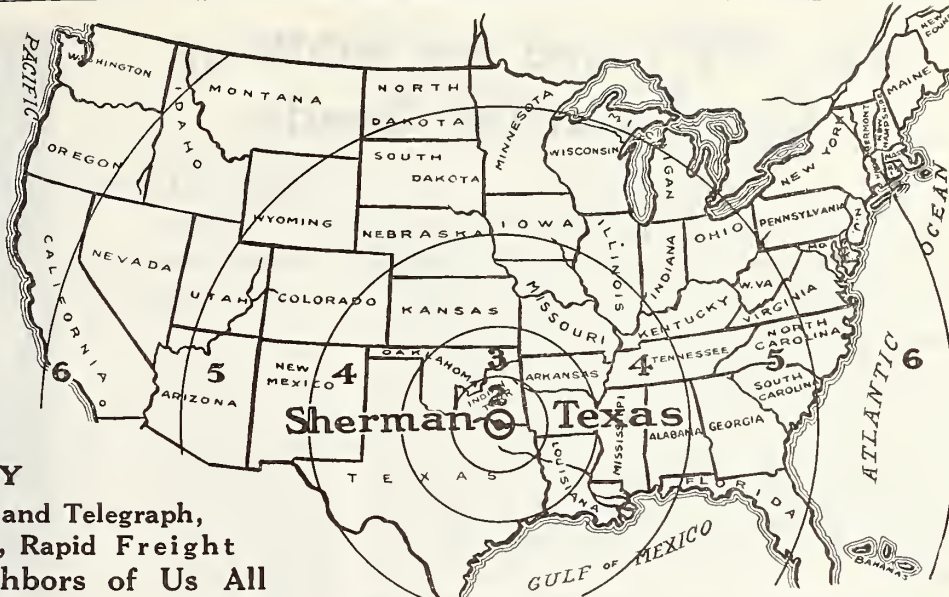 PACIFIC
WASHINGTON
MONTANA
NORTH
DAKOTA
MINNESOTA
MAINE
IDAHO
OREGON
SOUTH
DAKOTA
WISCONSIN
MICHIGAN
NEW YORK
VERMONT
NEW HAMPSHIRE
WYOMING
NEBRASKA
IOWA
PENNSYLVANIA
OCEAN
CALIFORNIA
NEVADA
UTAH
COLORADO
KANSAS
MISSOURI
ILLINOIS
INDIANA
OHIO
W.VA
VIRGINIA
KENTUCKY
6
5
4
3
4
5
6
ARIZONA
NEW
MEXICO
OKLAHOMA
ARKANSAS
TENNESSEE
NORTH
CAROLINA
SOUTH
CAROLINA
2
Sherman Texas
TEXAS
LOUISIANA
MISSISSIPPI
ALABAMA
GEORGIA
FLORIDA
ATLANTIC
GULF OF MEXICO
BAHAMAS
Y
and Telegraph,
, Rapid Freight
hbors of Us All